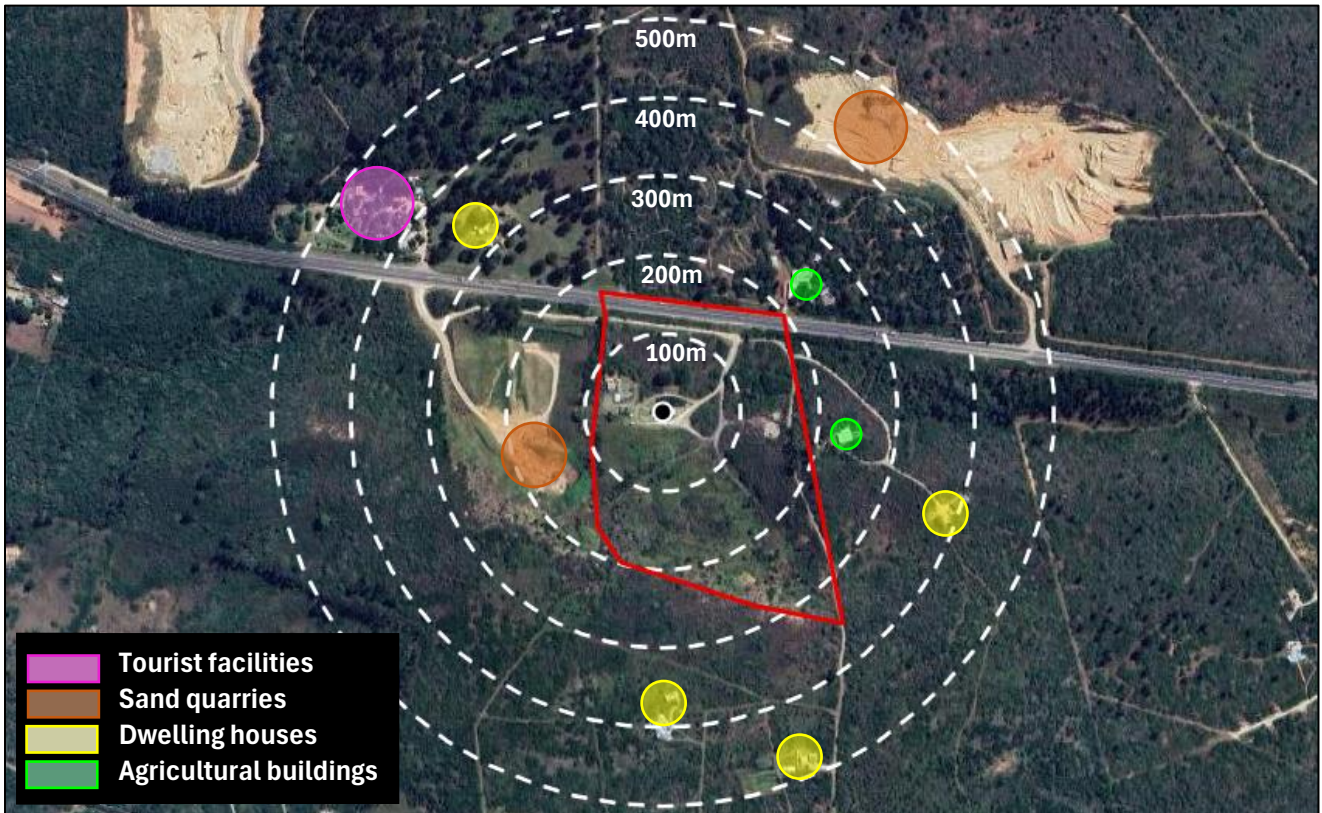 500m
400m
300m
200m
100m
Tourist facilities
Sand quarries
Dwelling houses
Agricultural buildings